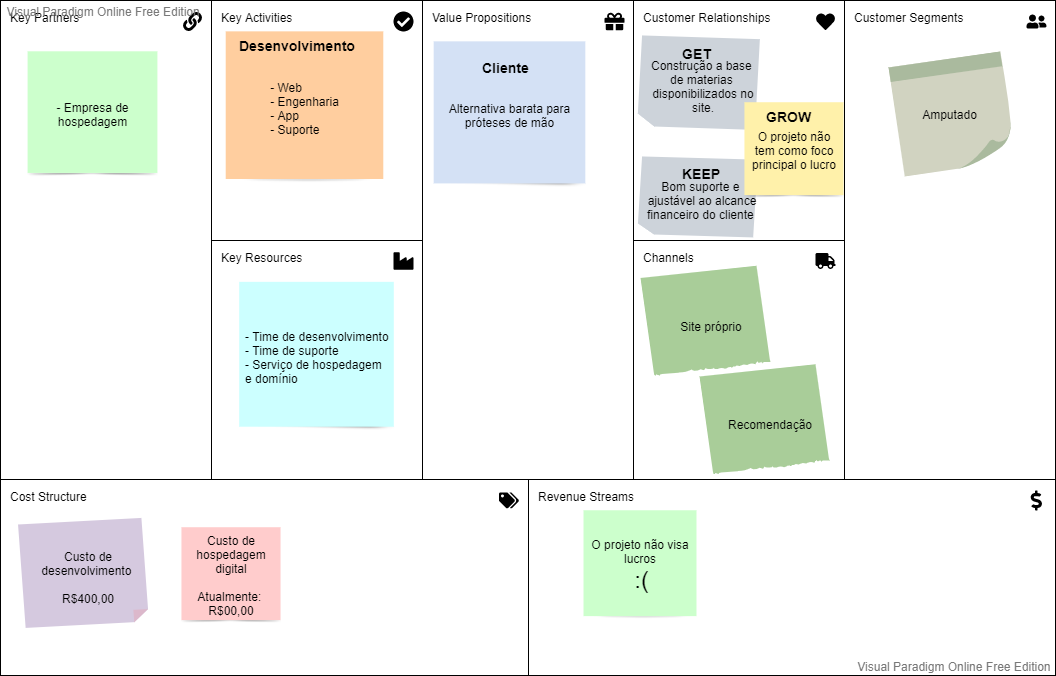 Visual Paradigm Online Free Edition
Key Partners
- Empresa de
hospedagem
Key Activities
Desenvolvimento
- Web
- Engenharia
- App
- Suporte
Key Resources
- Time de desenvolvimento
- Time de suporte
- Serviço de hospedagem
e domínio
Value Propositions
Cliente
Alternativa barata para
próteses de mão
Customer Relationships
GET
Construção a base
de materias
disponibilizados no
site.
GROW
O projeto não
tem como foco
principal o lucro
KEEP
Bom suporte e
ajustável ao alcance
financeiro do cliente
Channels
Site próprio
Recomendação
Customer Segments
Amputado
Cost Structure
Custo de
desenvolvimento
R$400,00
Custo de
hospedagem
digital
Atualmente:
R$00,00
Revenue Streams
O projeto não visa
lucros
:(
Visual Paradigm Online Free Edition